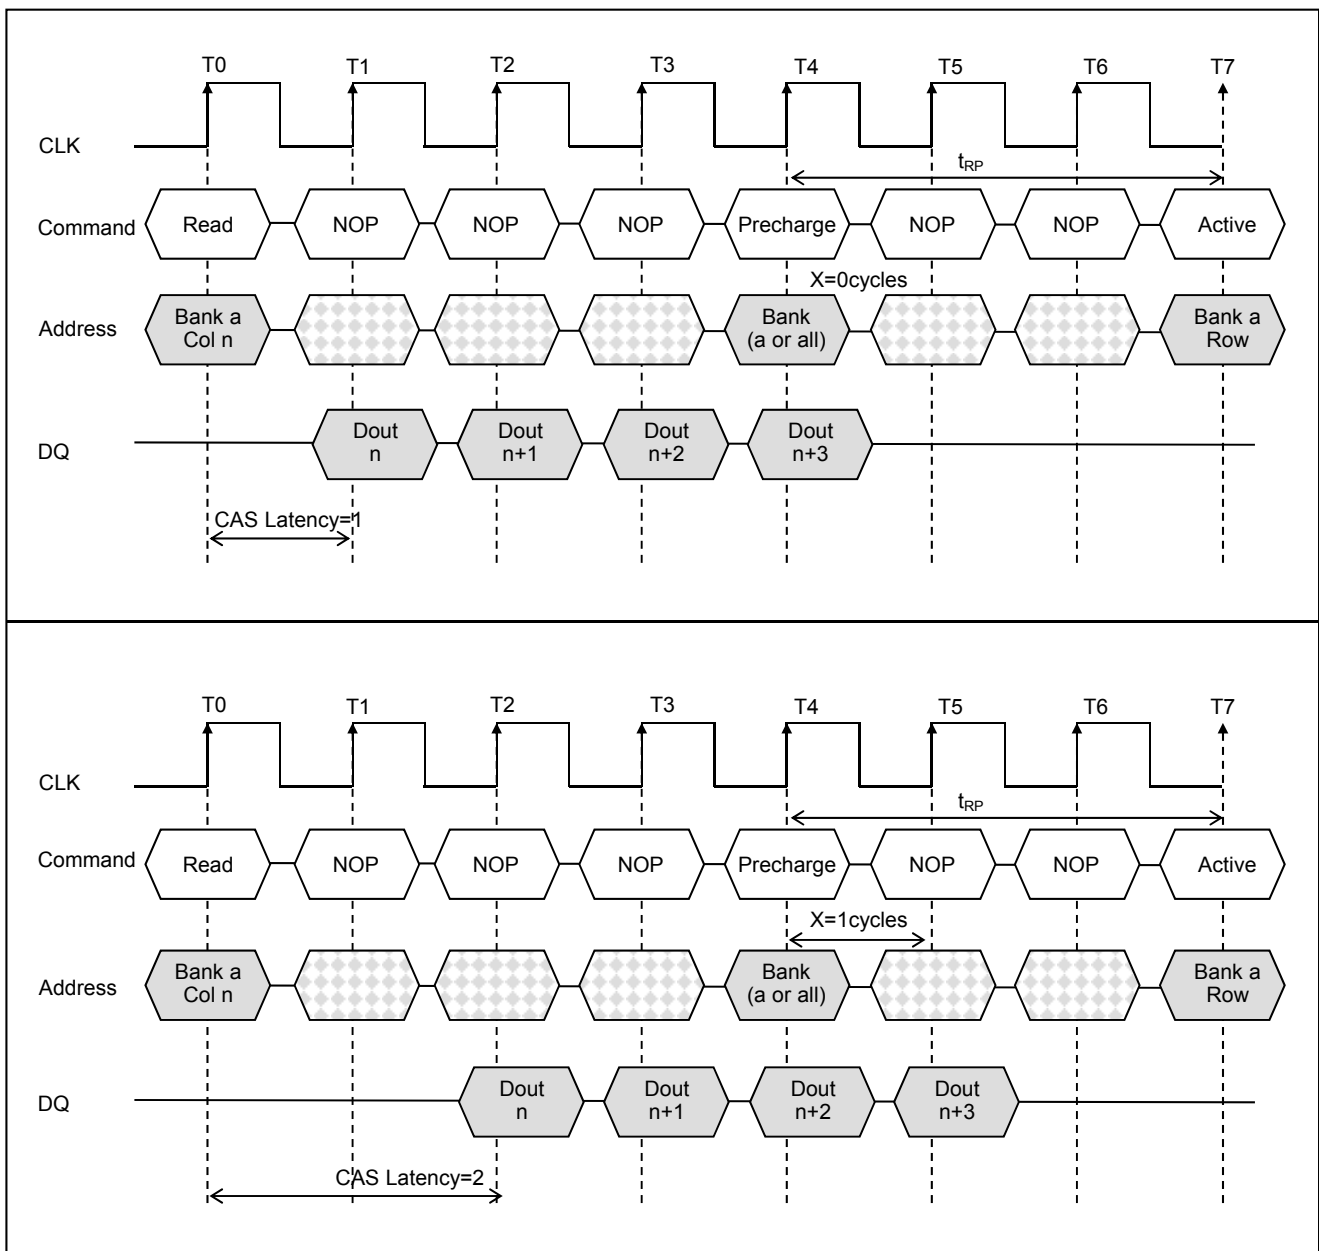 T0 T1 T2 T3 T4 T5 T6 T7
CLK
tRP
Command Read NOP NOP NOP Precharge NOP NOP Active
X=0cycles
Address
Bank a Bank Bank a
Col n (a or all) Row
DQ
Dout Dout Dout Dout
n n+1 n+2 n+3
CAS Latency=1
T0 T1 T2 T3 T4 T5 T6 T7
CLK
tRP
Command Read NOP NOP NOP Precharge NOP NOP Active
X=1cycles
Address
Bank a Bank Bank a
Col n (a or all) Row
DQ
Dout Dout Dout Dout
n n+1 n+2 n+3
CAS Latency=2